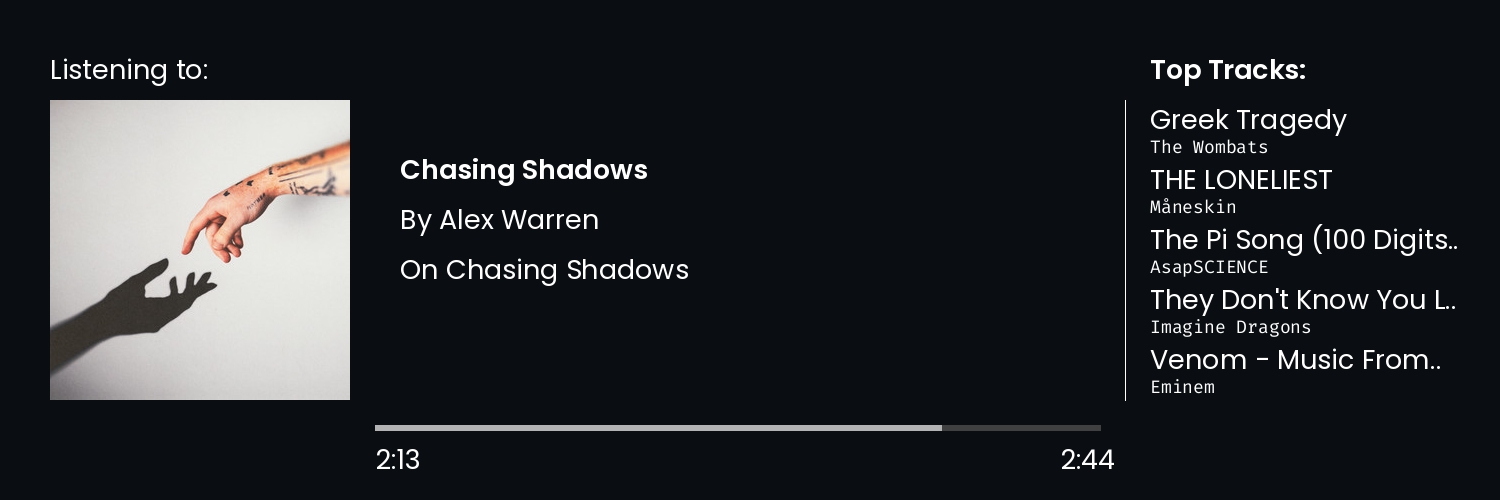 Listening to:
Chasing Shadows
By Alex Warren
On Chasing Shadows
2:13
2:44
Top Tracks:
Greek Tragedy
The Wombats
THE LONELIEST
Måneskin
The Pi Song (100 Digits..
AsapSCIENCE
They Don't Know You L..
Imagine Dragons
Venom - Music From..
Eminem